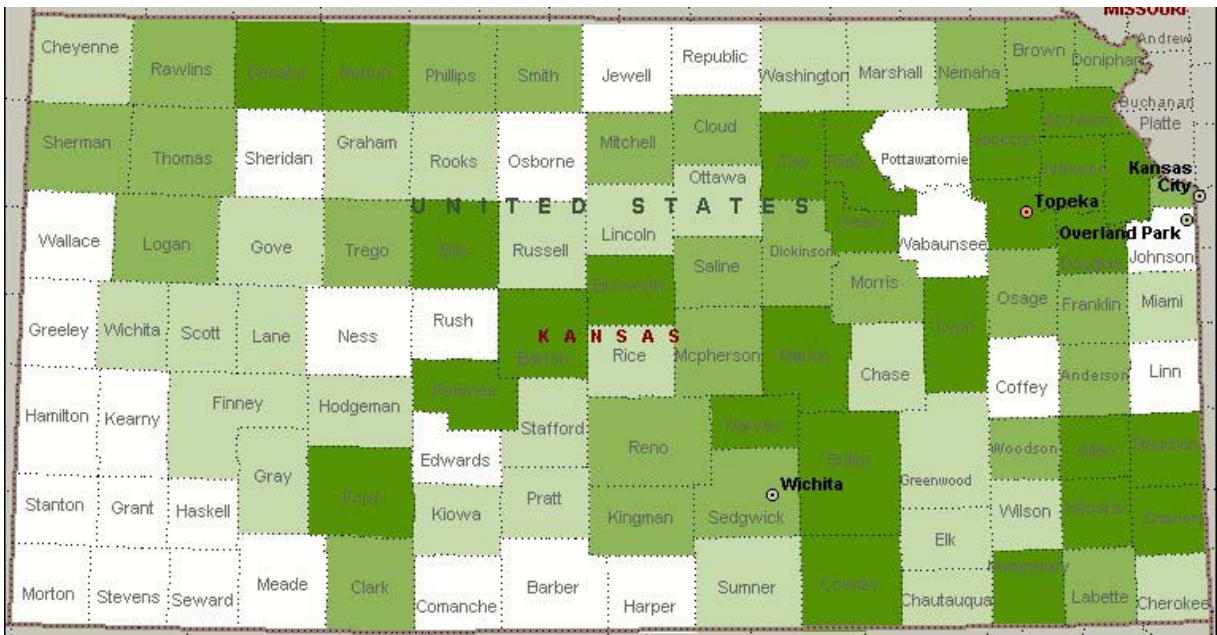 MISSOURI
Andrew
Cheyenne
Rawlins
Decatur
Norton
Phillips
Smith
Jewell
Republic
Washington
Marshall
Nemaha
Brown
Doniphan
Buchanan
Platte
Sherman
Thomas
Sheridan
Graham
Rooks
Osborne
Mitchell
Cloud
Ottawa
Clay
Riley
Pottawatomie
Jackson
Atchison
Jefferson
Kansas
City
Topeka
Overland Park
UNITED STATES
Wallace
Logan
Gove
Trego
Ellis
Russell
Lincoln
Ellsworth
Saline
Dickinson
Geary
Wabaunsee
Morris
Douglas
Johnson
Greeley
Wichita
Scott
Lane
Ness
Rush
Barton
KANSAS
Rice
Mcpherson
Marion
Chase
Lyon
Osage
Franklin
Miami
Coffey
Anderson
Linn
Hamilton
Kearny
Finney
Hodgeman
Pawnee
Stafford
Edwards
Reno
Harvey
Butler
Greenwood
Woodson
Allen
Bourbon
Stanton
Grant
Haskell
Gray
Ford
Kiowa
Pratt
Kingman
Sedgwick
Wichita
Elk
Wilson
Neosho
Crawford
Morton
Stevens
Seward
Meade
Clark
Comanche
Barber
Harper
Sumner
Cowley
Chautauqua
Montgomery
Labette
Cherokee